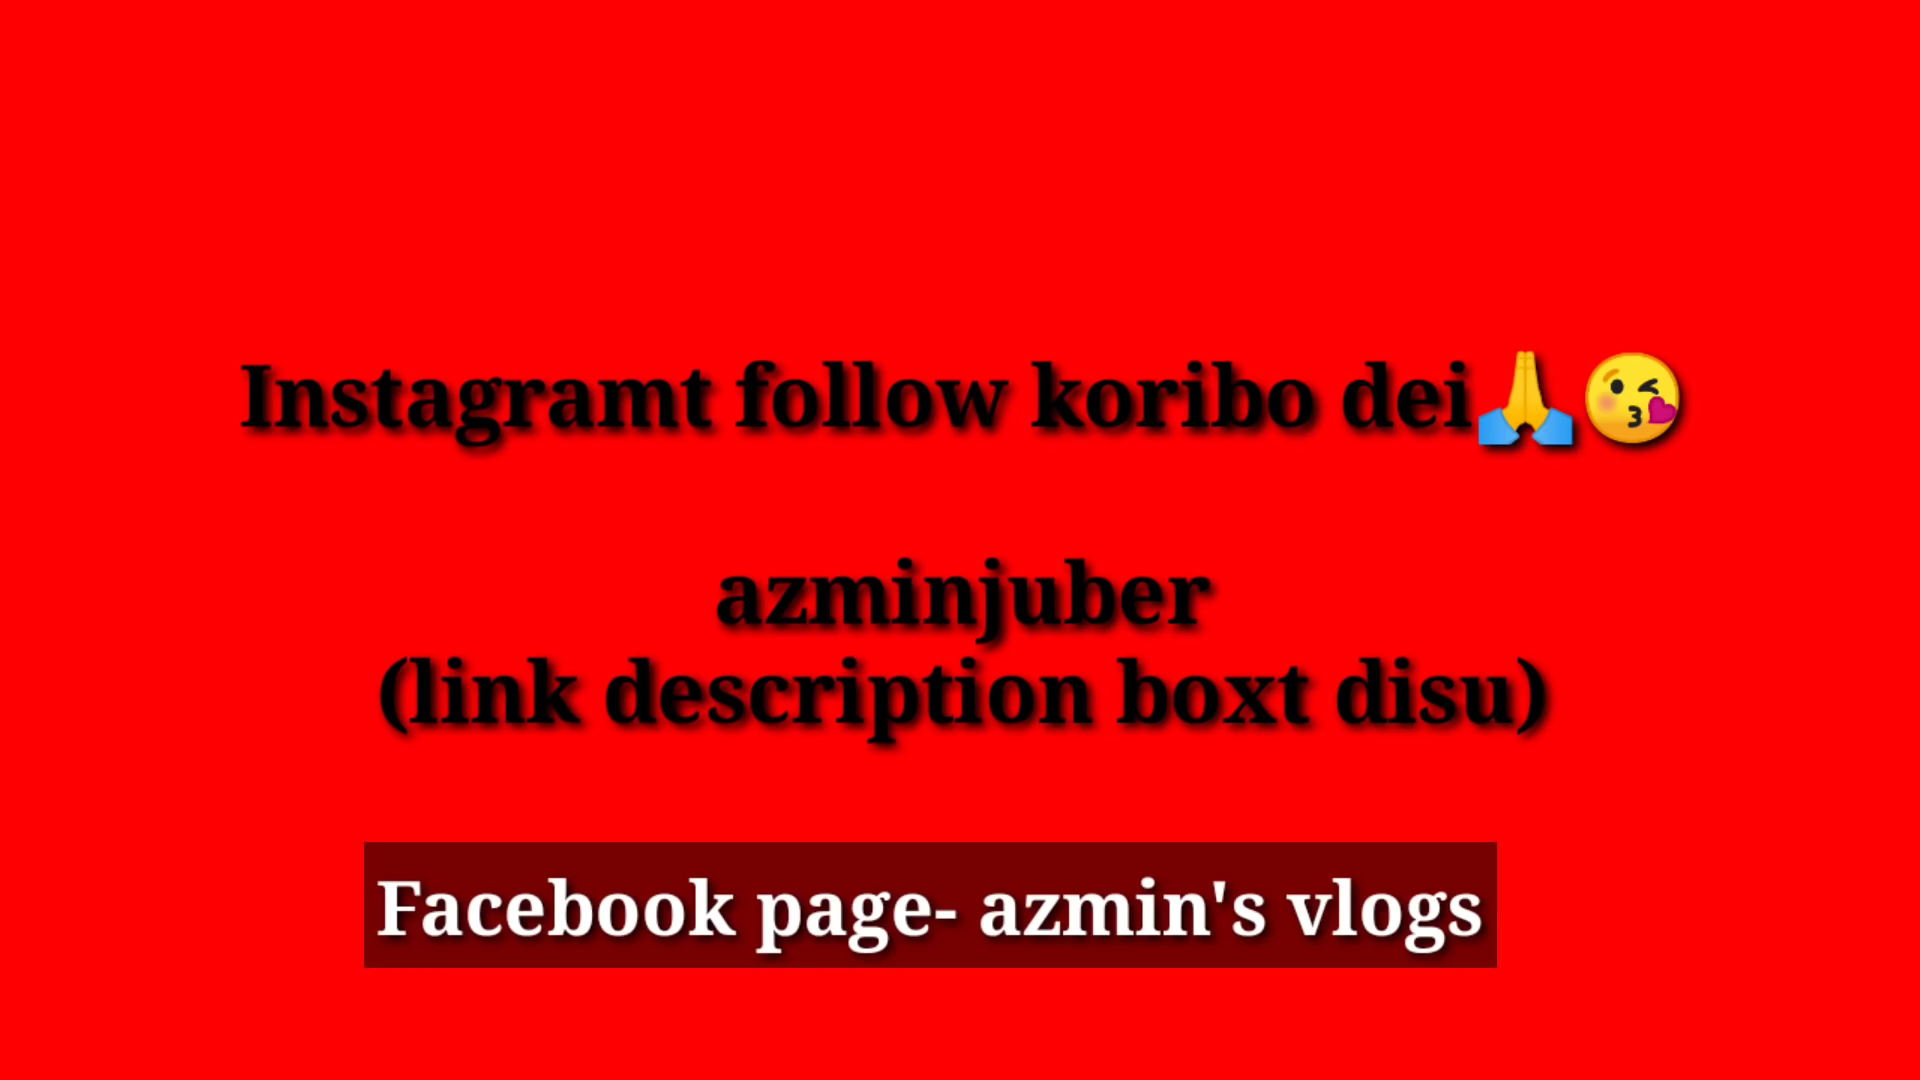 Instagramt follow koribo dei🙏😘
azminjuber
(link description boxt disu)
Facebook page- azmin's vlogs